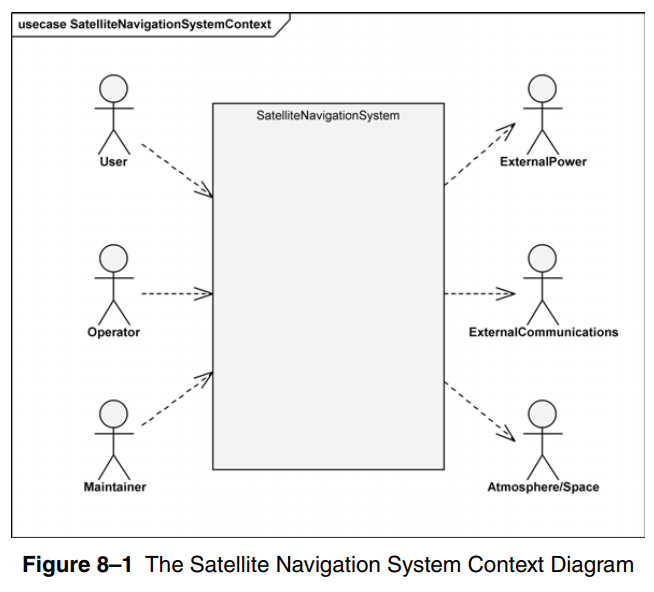 usecase SatelliteNavigationSystemContext
SatelliteNavigationSystem
User
ExternalPower
Operator
ExternalCommunications
Maintainer
Atmosphere/Space
Figure 8–1 The Satellite Navigation System Context Diagram